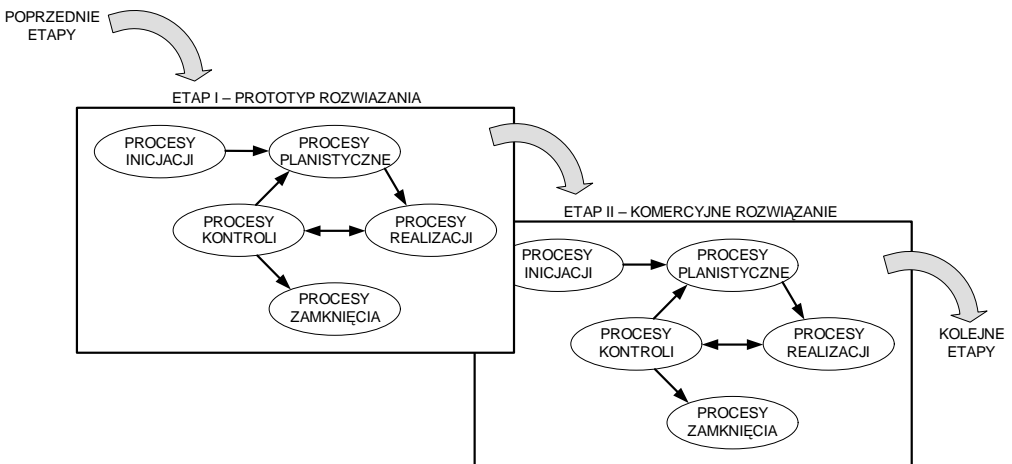 POPRZEDNIE
ETAPY
ETAP I – PROTOTYP ROZWIAZANIA
PROCESY
INICJACJI
PROCESY
PLANISTYCZNE
PROCESY
KONTROLI
PROCESY
REALIZACJI
PROCESY
ZAMKNIĘCIA
ETAP II – KOMERCYJNE ROZWIĄZANIE
PROCESY
INICJACJI
PROCESY
PLANISTYCZNE
PROCESY
KONTROLI
PROCESY
REALIZACJI
PROCESY
ZAMKNIĘCIA
KOLEJNE
ETAPY